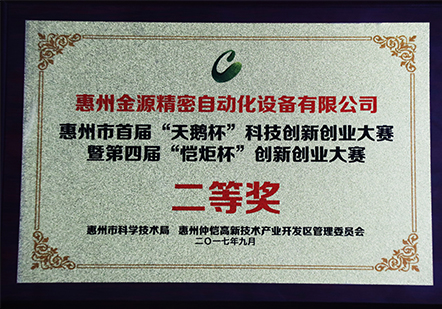 惠州金源精密自动化设备有限公司
惠州市首届“天鹅杯”科技创新创业大赛
暨第四届“恺炬杯”创新创业大赛
二等奖
惠州市科学技术局 惠州仲恺高新技术产业开发区管理委员会
二〇一七年九月